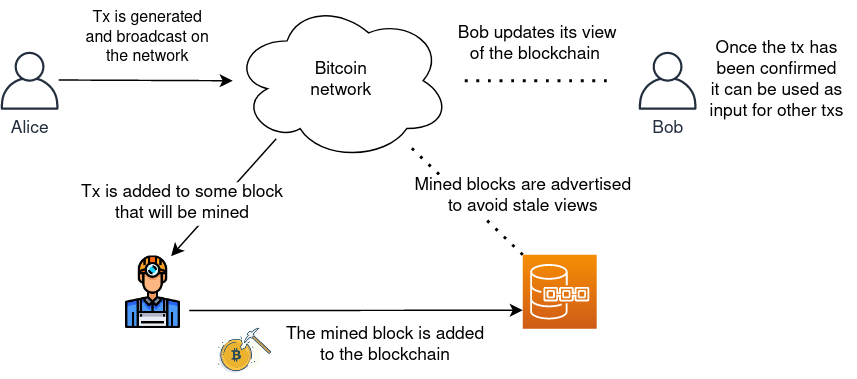 Tx is generated
and broadcast on
the network
Bob updates its view
of the blockchain
Once the tx has
been confirmed
it can be used as
input for other txs
Bitcoin
network
Alice
Bob
Tx is added to some block
that will be mined
Mined blocks are advertised
to avoid stale views
The mined block is added
to the blockchain